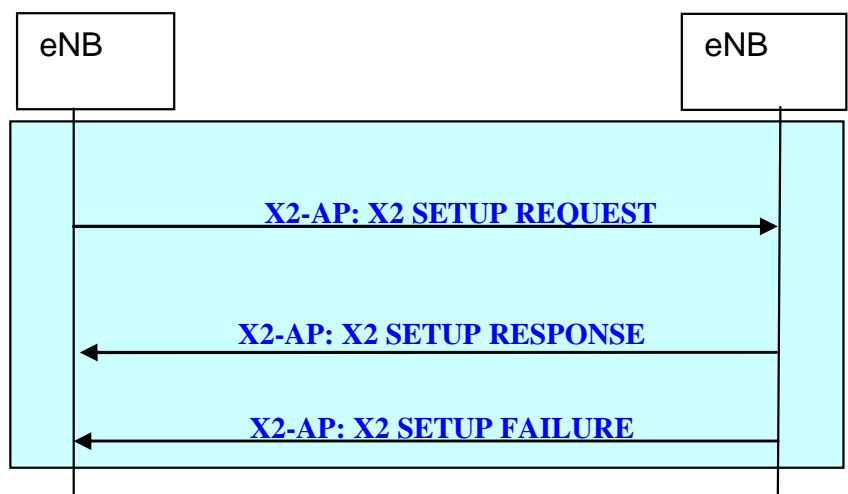 eNB
eNB
X2-AP: X2 SETUP REQUEST
X2-AP: X2 SETUP RESPONSE
X2-AP: X2 SETUP FAILURE